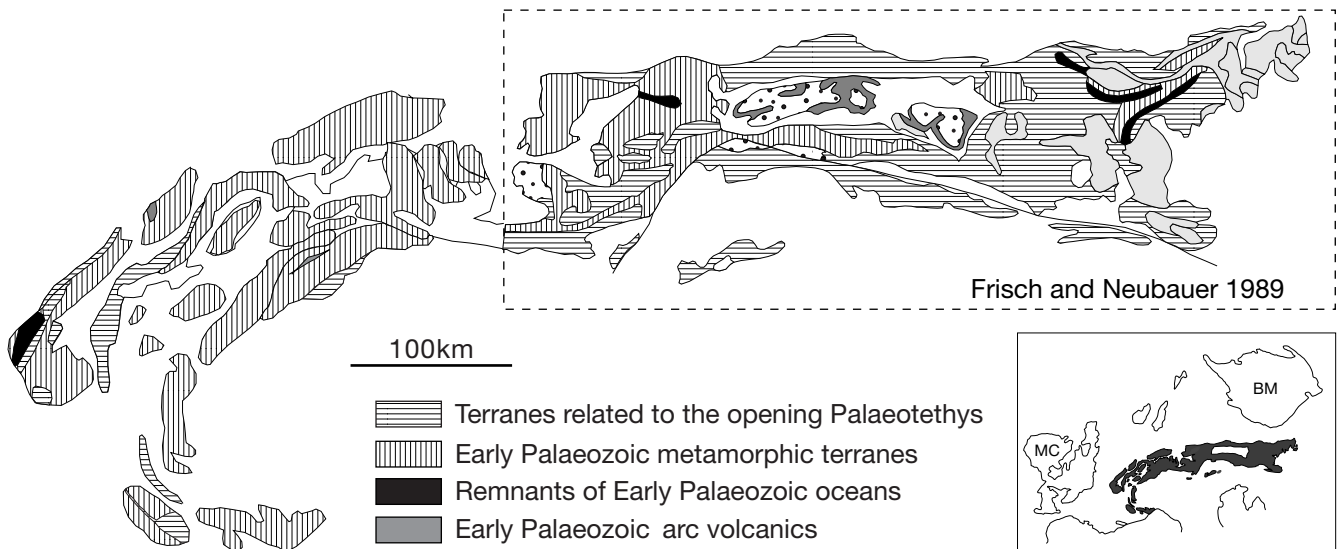 Frisch and Neubauer 1989
100km
Terranes related to the opening Palaeotethys
Early Palaeozoic metamorphic terranes
Remnants of Early Palaeozoic oceans
Early Palaeozoic arc volcanics
BM
MC